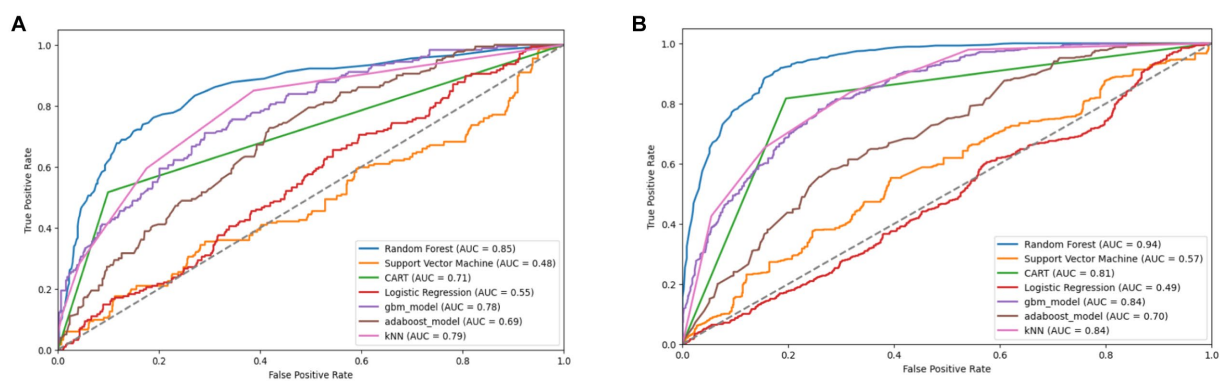 A
1.0
0.8
0.6
0.4
0.2
0.0
True Positive Rate
0.0 0.2 0.4 0.6 0.8 1.0
False Positive Rate
Random Forest (AUC = 0.85)
Support Vector Machine (AUC = 0.48)
CART (AUC = 0.71)
Logistic Regression (AUC = 0.55)
gbm_model (AUC = 0.78)
adaboost_model (AUC = 0.69)
kNN (AUC = 0.79)
B
1.0
0.8
0.6
0.4
0.2
0.0
True Positive Rate
0.0 0.2 0.4 0.6 0.8 1.0
False Positive Rate
Random Forest (AUC = 0.94)
Support Vector Machine (AUC = 0.57)
CART (AUC = 0.81)
Logistic Regression (AUC = 0.49)
gbm_model (AUC = 0.84)
adaboost_model (AUC = 0.70)
kNN (AUC = 0.84)